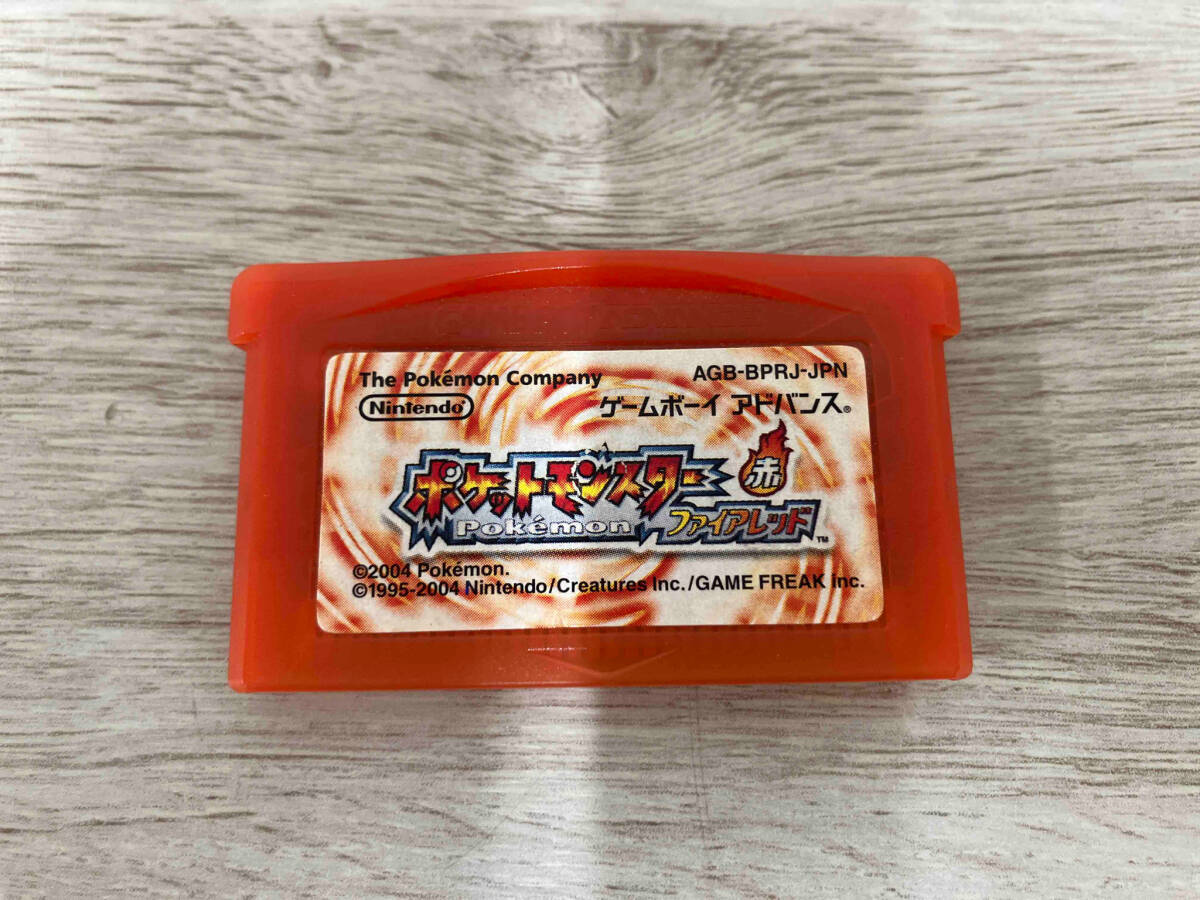 The Pokémon Company
AGB-BPRJ-JPN
Nintendo
ゲームボーイ アドバンス®
ポケットモンスター
赤
Pokémon
ファイアレッド™
©2004 Pokémon.
©1995-2004 Nintendo/Creatures inc./GAME FREAK inc.